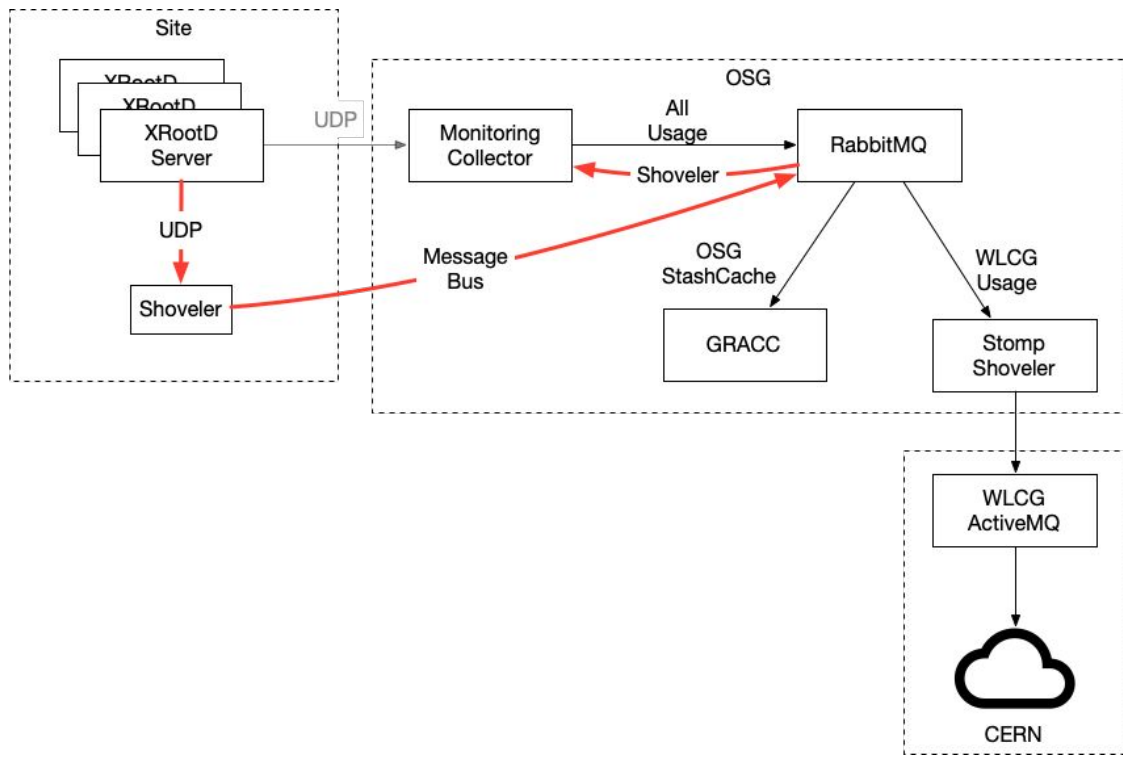 Site
XRootD
XRootD
XRootD
Server
UDP
UDP
Shoveler
OSG
Monitoring
Collector
All
Usage
RabbitMQ
Shoveler
Message
Bus
OSG
StashCache
WLCG
Usage
GRACC
Stomp
Shoveler
WLCG
ActiveMQ
CERN